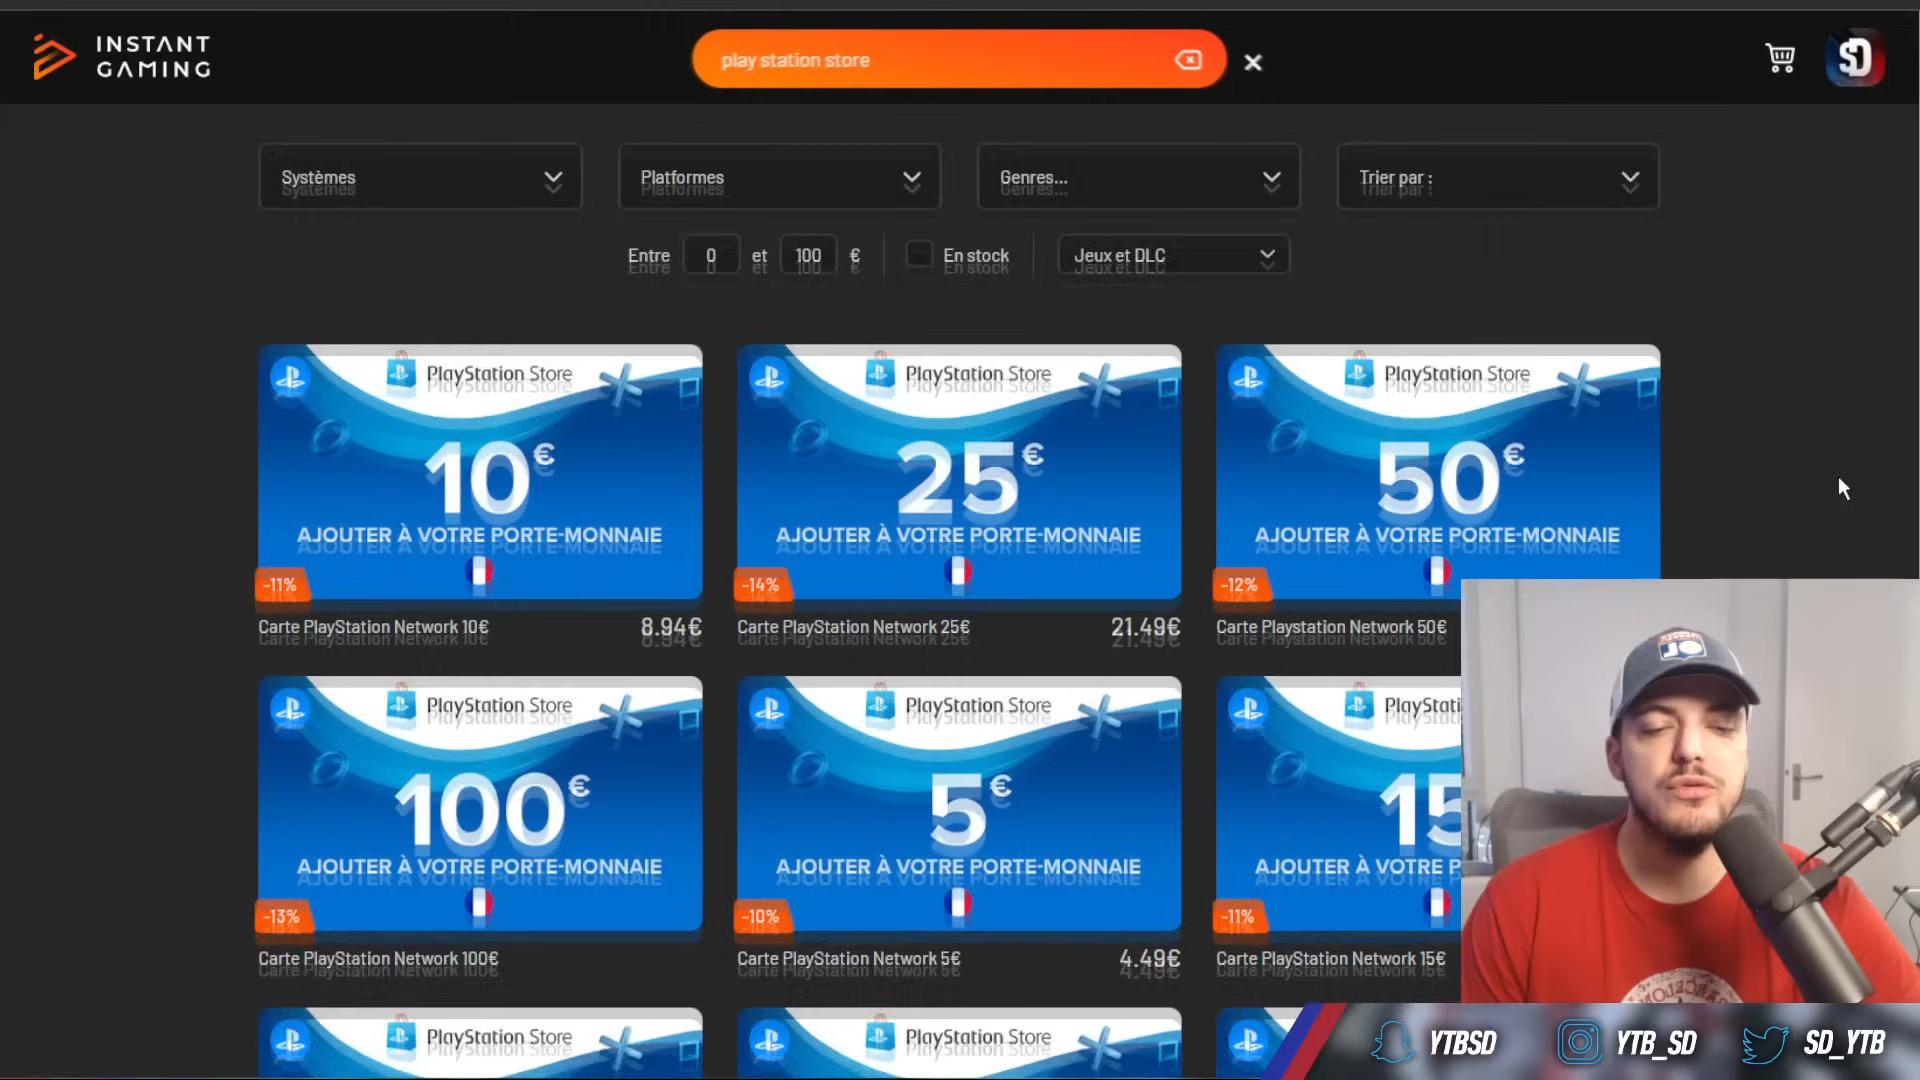 INSTANT
GAMING
play station store
SD
Systèmes
Platformes
Genres...
Trier par :
Entre 0 et 100 €
En stock
Jeux et DLC
PlayStation Store
10€
AJOUTER À VOTRE PORTE-MONNAIE
-11%
Carte PlayStation Network 10€
8.94€
PlayStation Store
25€
AJOUTER À VOTRE PORTE-MONNAIE
-14%
Carte PlayStation Network 25€
21.49€
PlayStation Store
50€
AJOUTER À VOTRE PORTE-MONNAIE
-12%
Carte Playstation Network 50€
PlayStation Store
100€
AJOUTER À VOTRE PORTE-MONNAIE
-13%
Carte PlayStation Network 100€
PlayStation Store
5€
AJOUTER À VOTRE PORTE-MONNAIE
-10%
Carte PlayStation Network 5€
4.49€
PlayStati
15
AJOUTER À VOTRE P
-11%
Carte PlayStation Network 15€
PlayStation Store
PlayStation Store
YTBSD
YTB_SD
SD_YTB